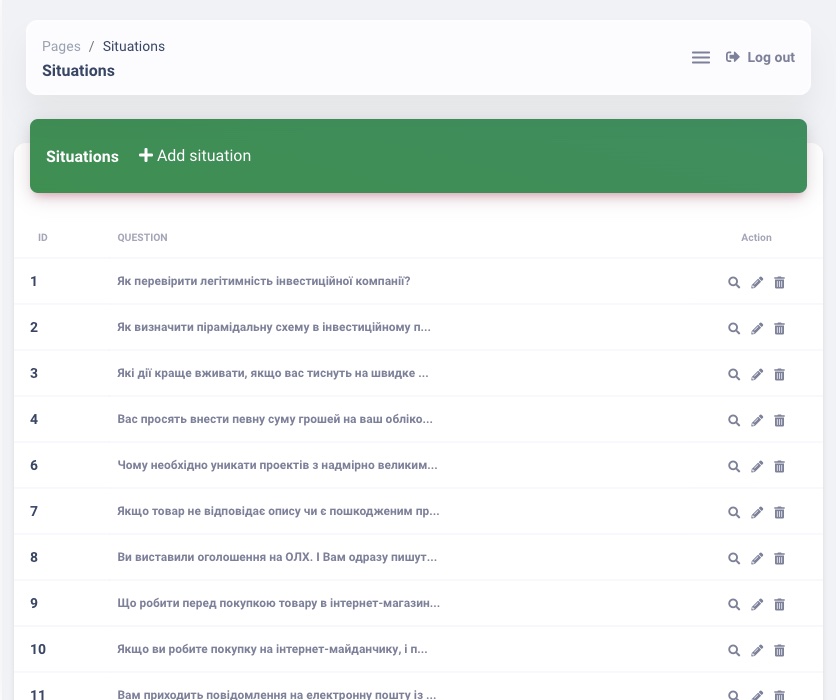 Pages / Situations
Situations
Log out
Situations Add situation
ID QUESTION Action
1 Як перевірити легітимність інвестиційної компанії?
2 Як визначити пірамідальну схему в інвестиційному п...
3 Які дії краще вживати, якщо вас тиснуть на швидке ...
4 Вас просять внести певну суму грошей на ваш обліко...
6 Чому необхідно уникати проектів з надмірно великим...
7 Якщо товар не відповідає опису чи є пошкодженим пр...
8 Ви виставили оголошення на ОЛХ. І Вам одразу пишут...
9 Що робити перед покупкою товару в інтернет-магазин...
10 Якщо ви робите покупку на інтернет-майданчику, і п...
11 Вам приходить повідомлення на електронну пошту із ...